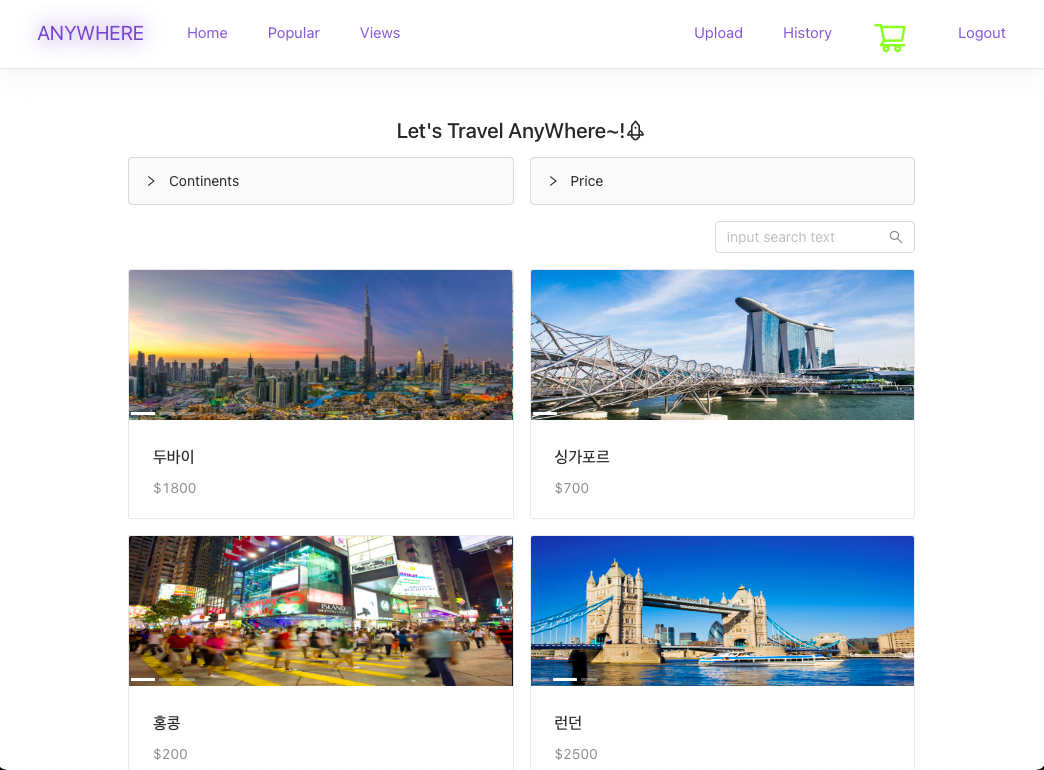 ANYWHERE Home Popular Views Upload History Logout
Let's Travel AnyWhere~!
Continents Price
input search text
두바이 싱가포르
$1800 $700
ISLAND
홍콩 런던
$200 $2500